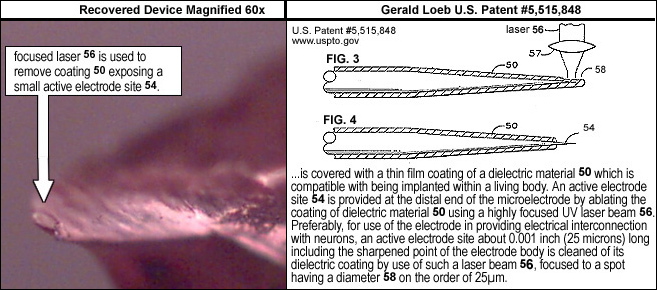 Recovered Device Magnified 60x
focused laser 56 is used to
remove coating 50 exposing a
small active electrode site 54.
Gerald Loeb U.S. Patent #5,515,848
U.S. Patent #5,515,848
www.uspto.gov
laser 56
57
FIG. 3
50
58
FIG. 4
50
54
...is covered with a thin film coating of a dielectric material 50 which is
compatible with being implanted within a living body. An active electrode
site 54 is provided at the distal end of the microelectrode by ablating the
coating of dielectric material 50 using a highly focused UV laser beam 56.
Preferably, for use of the electrode in providing electrical interconnection
with neurons, an active electrode site about 0.001 inch (25 microns) long
including the sharpened point of the electrode body is cleaned of its
dielectric coating by use of such a laser beam 56, focused to a spot
having a diameter 58 on the order of 25µm.